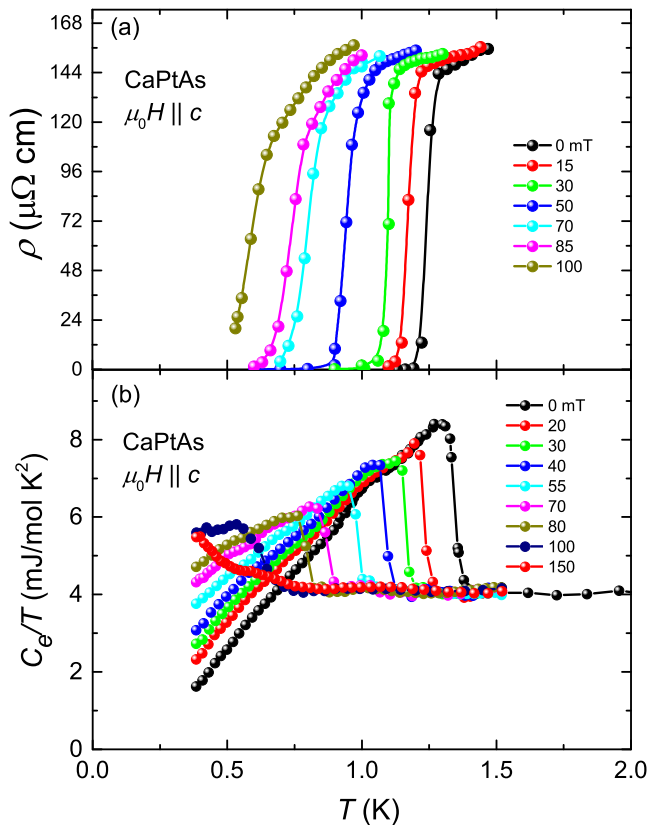 (a)
CaPtAs
μ₀H || c
ρ (μΩ cm)
168
144
120
96
72
48
24
0
0 mT
15
30
50
70
85
100
(b)
CaPtAs
μ₀H || c
Cₑ/T (mJ/mol K²)
8
6
4
2
0
0 mT
20
30
40
55
70
80
100
150
0.0 0.5 1.0 1.5 2.0
T (K)